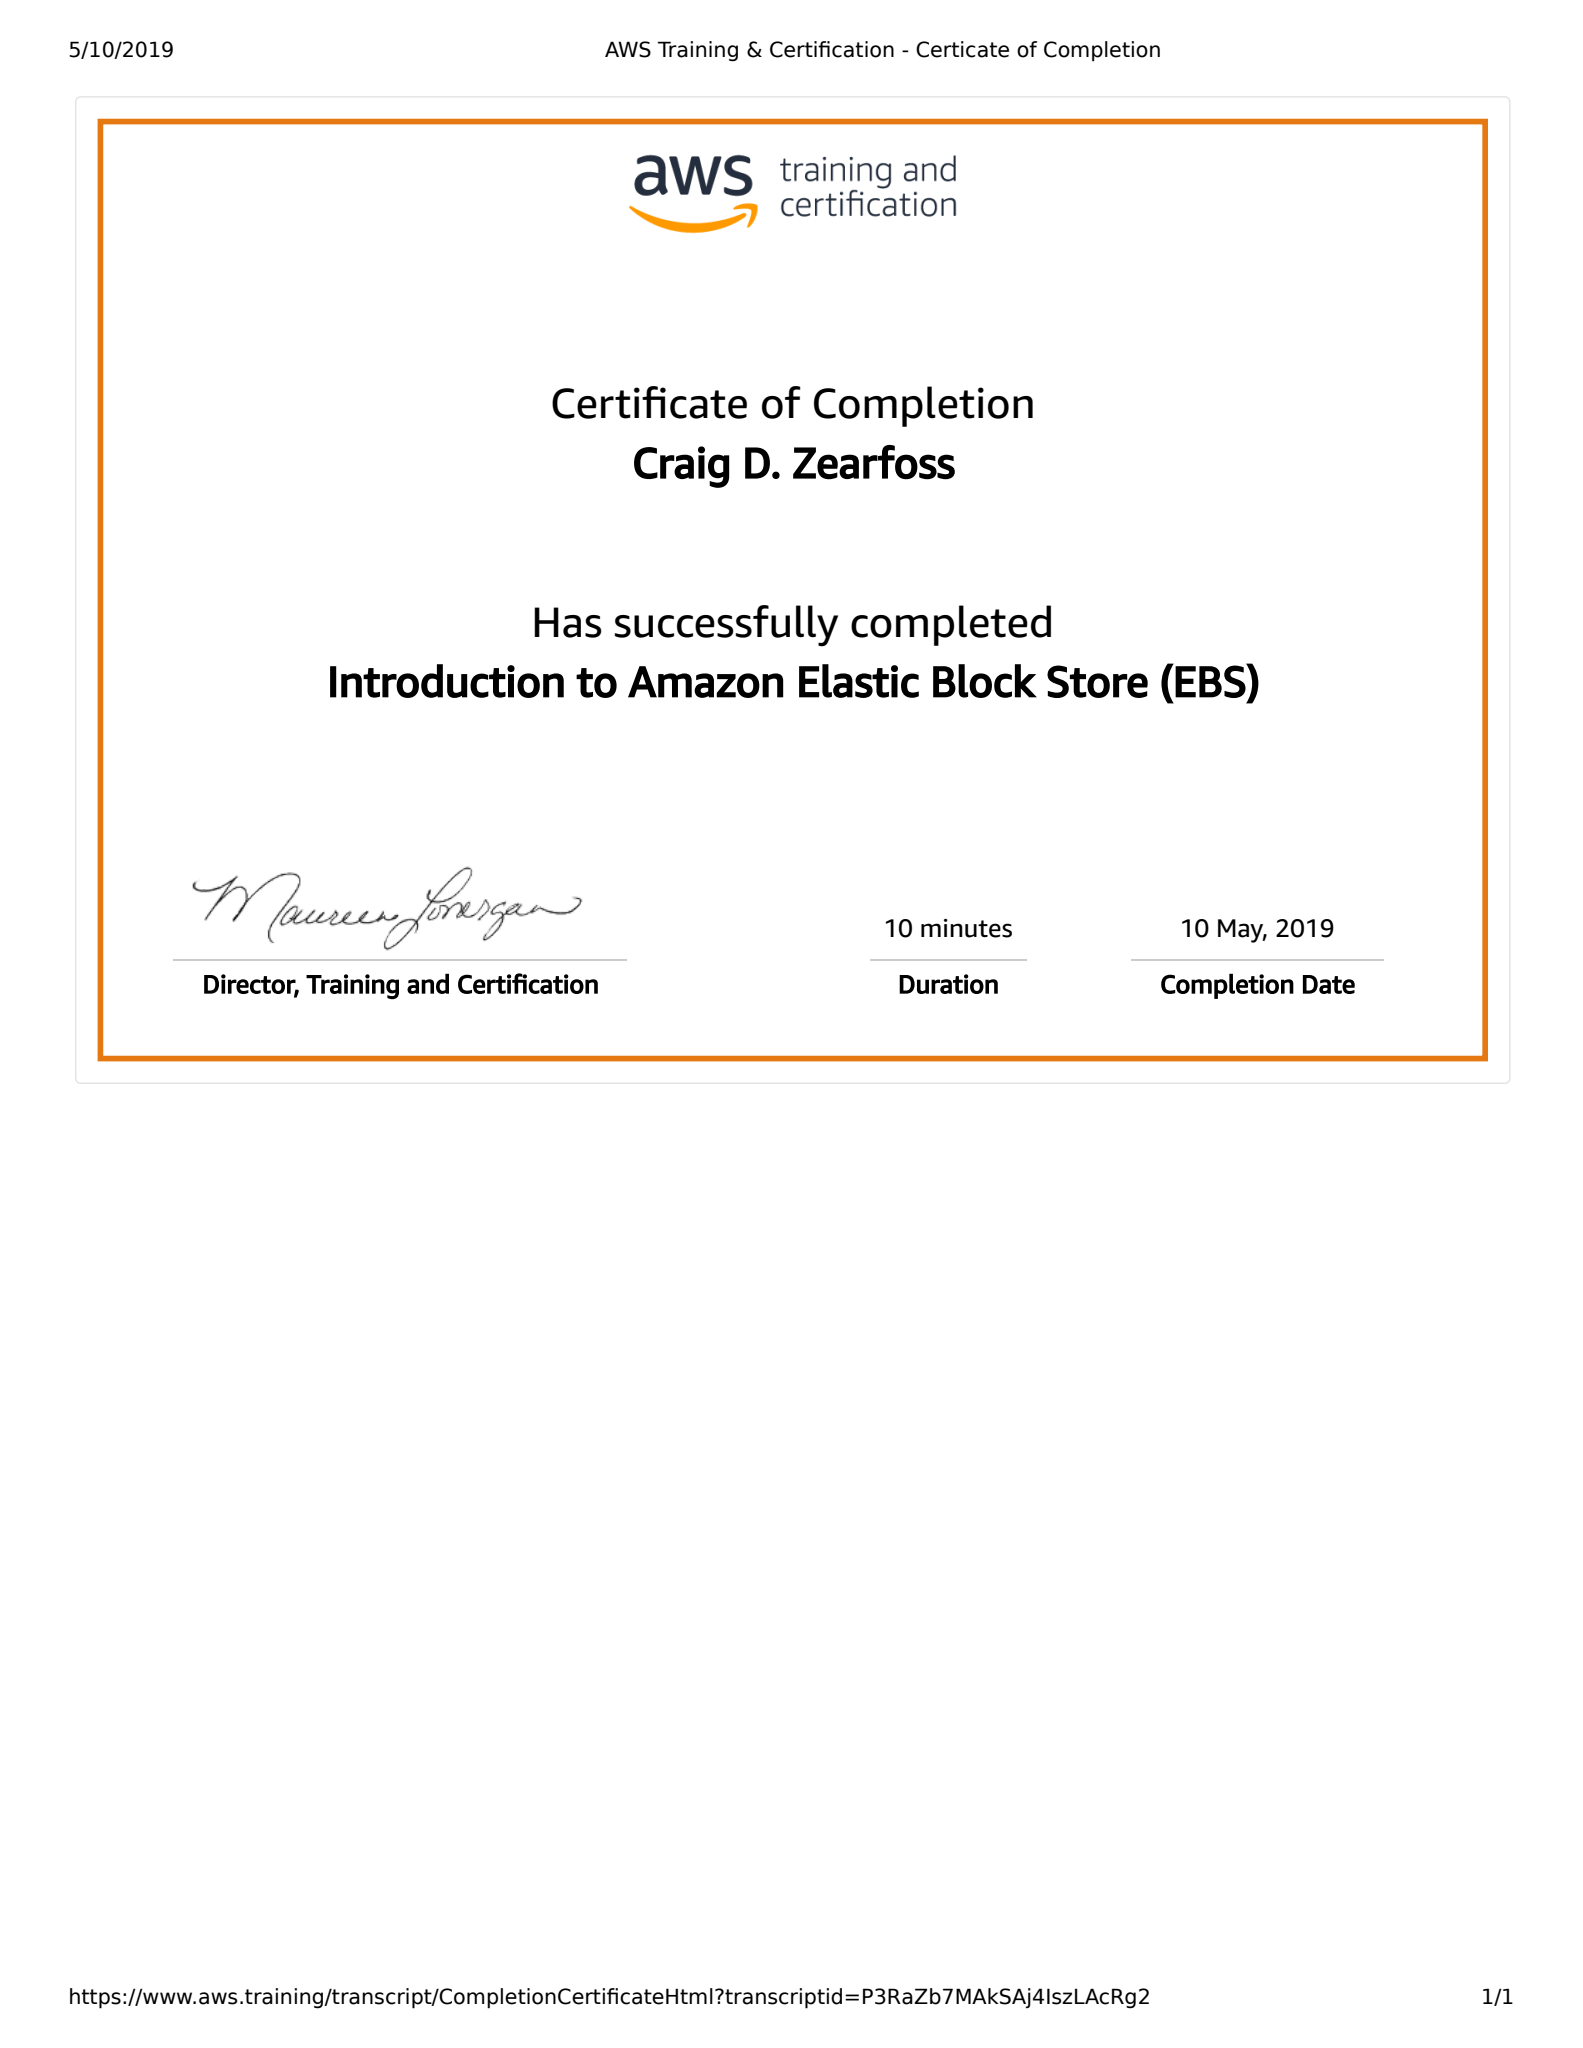 5/10/2019 AWS Training & Certification - Certicate of Completion
aws training and
certification
Certificate of Completion
Craig D. Zearfoss
Has successfully completed
Introduction to Amazon Elastic Block Store (EBS)
Maureen Lonergan
10 minutes 10 May, 2019
Director, Training and Certification Duration Completion Date
https://www.aws.training/transcript/CompletionCertificateHtml?transcriptid=P3RaZb7MAkSAj4IszLAcRg2 1/1